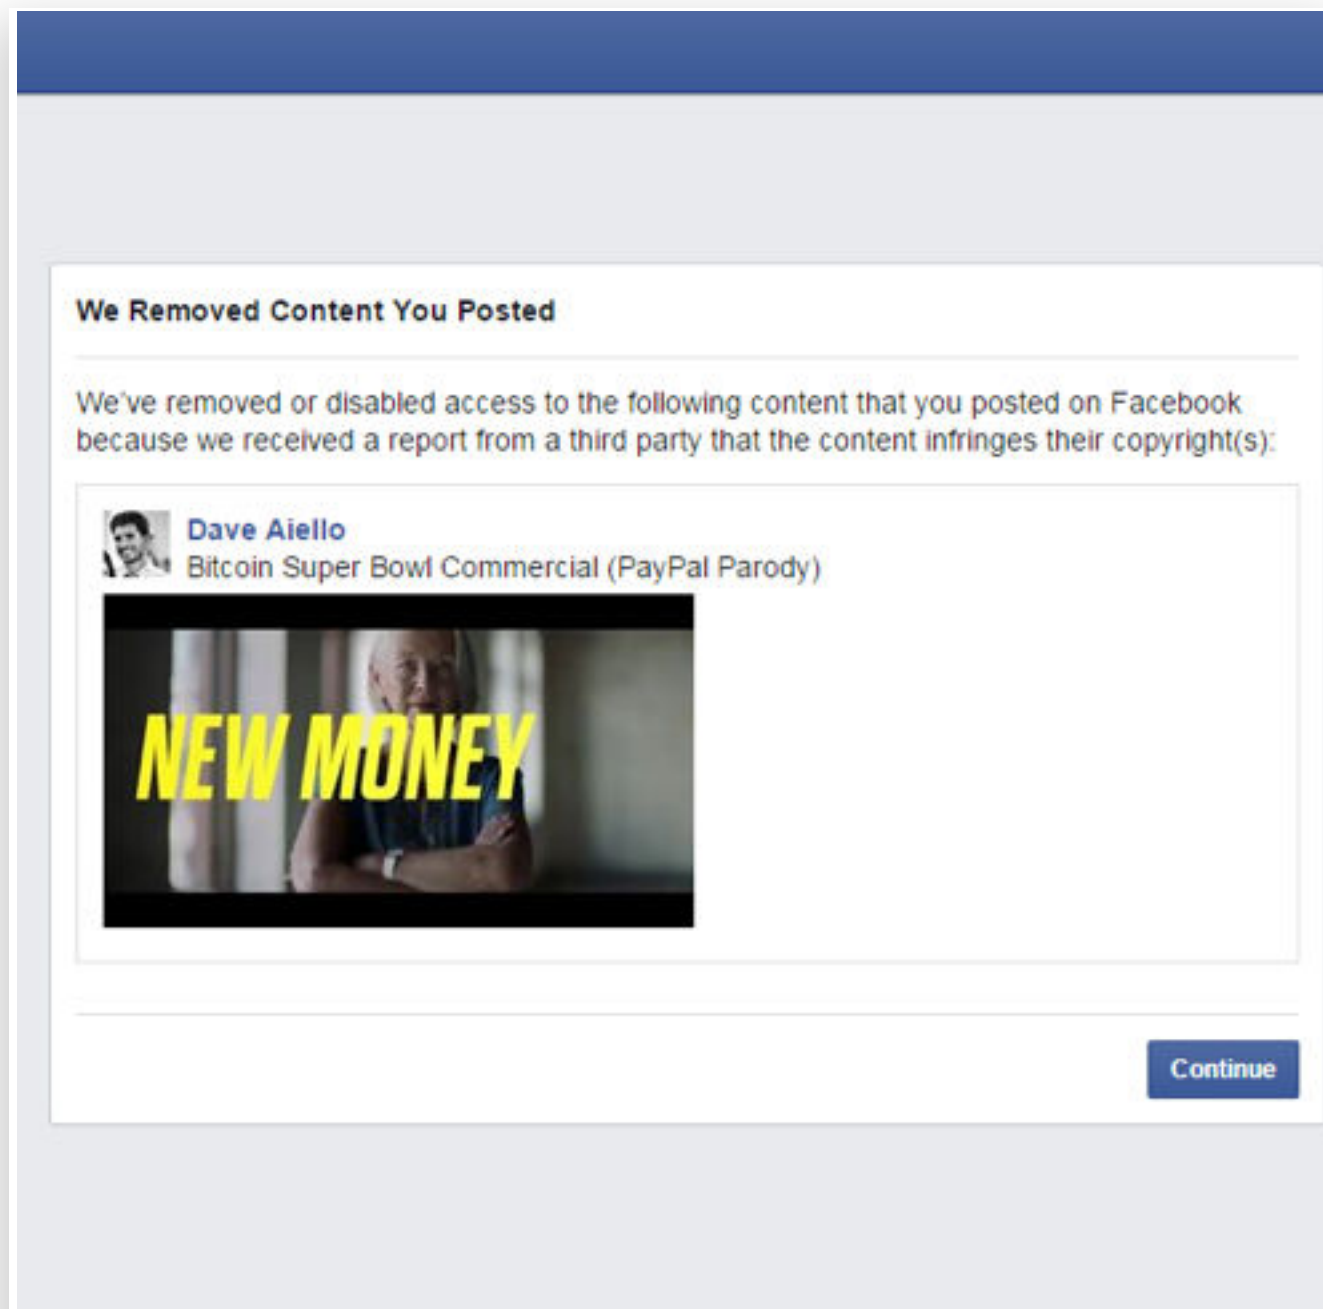 We Removed Content You Posted
We've removed or disabled access to the following content that you posted on Facebook
because we received a report from a third party that the content infringes their copyright(s):
Dave Aiello
Bitcoin Super Bowl Commercial (PayPal Parody)
NEW MONEY
Continue